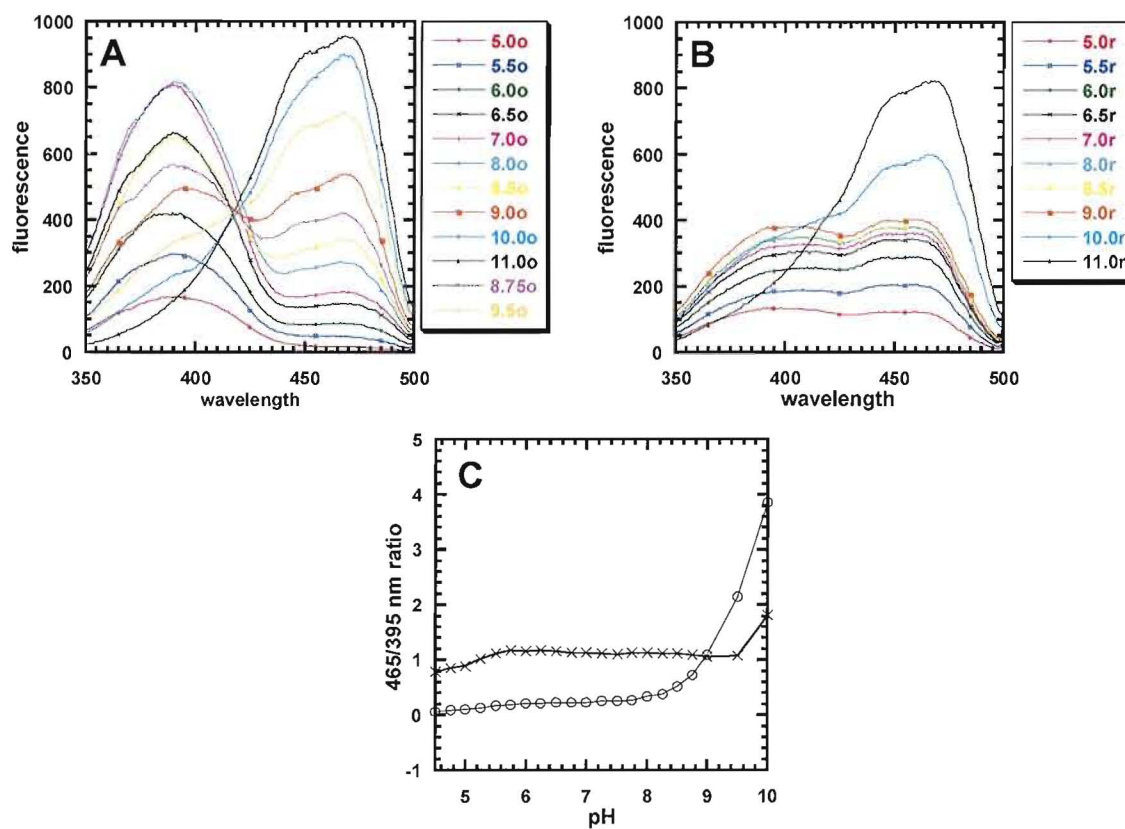 A
fluorescence
1000
800
600
400
200
0
350
400
450
500
wavelength
5.0o
5.5o
6.0o
6.5o
7.0o
8.0o
8.5o
9.0o
10.0o
11.0o
8.75o
9.5o
B
fluorescence
1000
800
600
400
200
0
350
400
450
500
wavelength
5.0r
5.5r
6.0r
6.5r
7.0r
8.0r
8.5r
9.0r
10.0r
11.0r
C
465/395 nm ratio
5
4
3
2
1
0
-1
5
6
7
8
9
10
pH